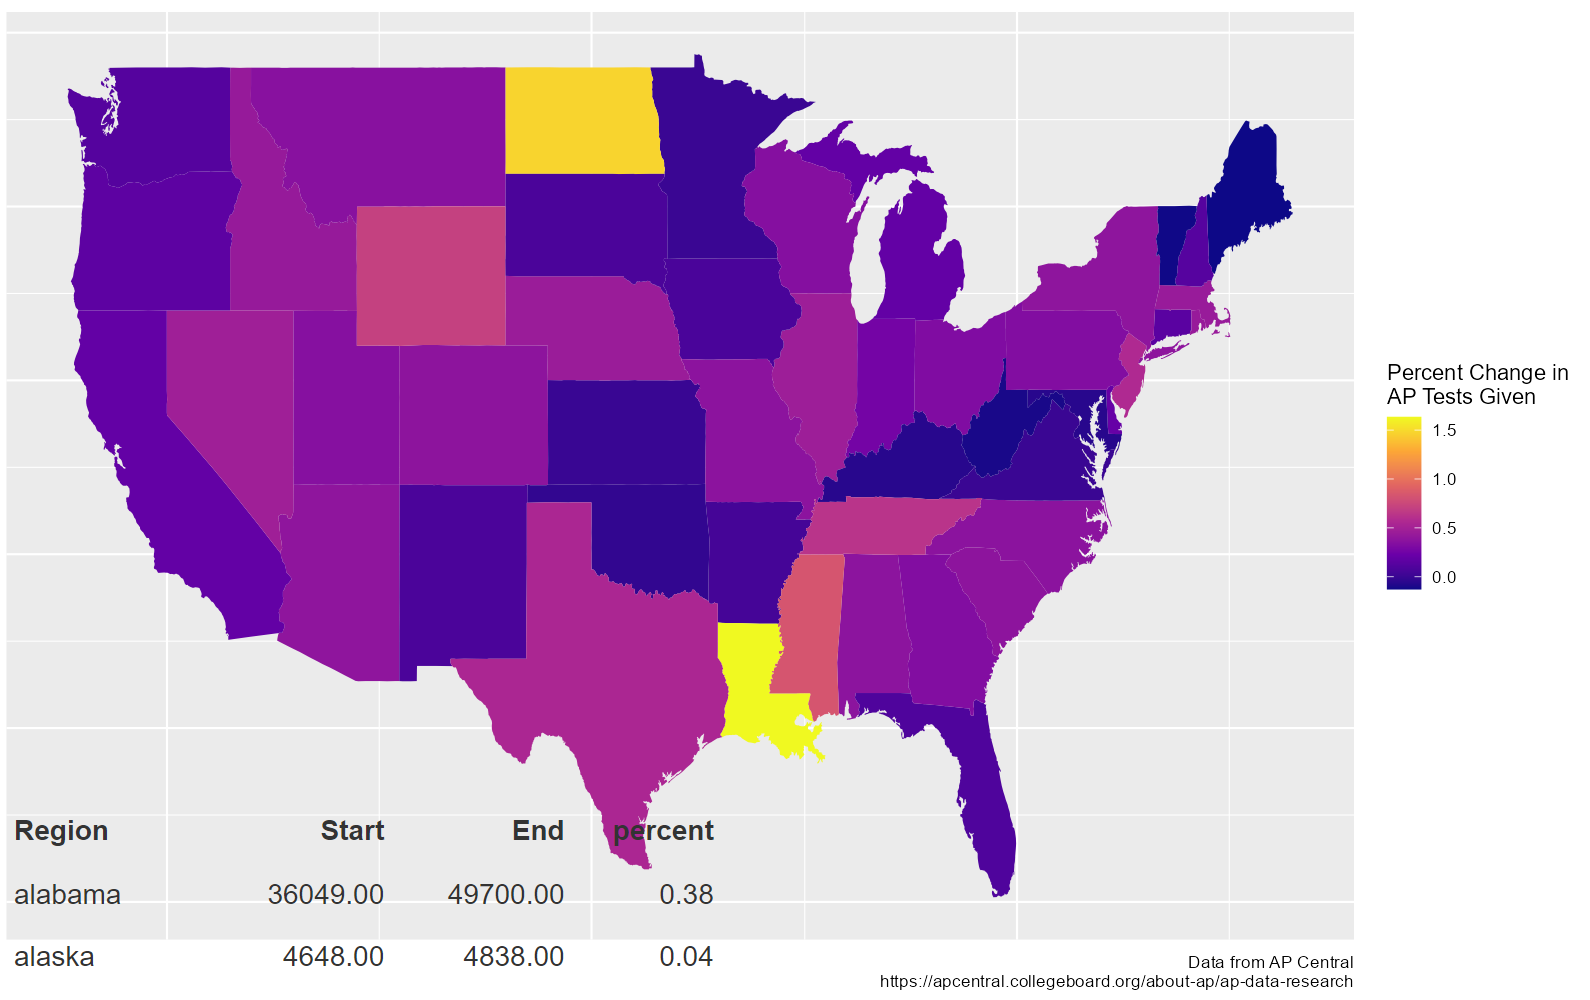 Percent Change in
AP Tests Given
1.5
1.0
0.5
0.0
Region Start End percent
alabama 36049.00 49700.00 0.38
alaska 4648.00 4838.00 0.04
Data from AP Central
https://apcentral.collegeboard.org/about-ap/ap-data-research